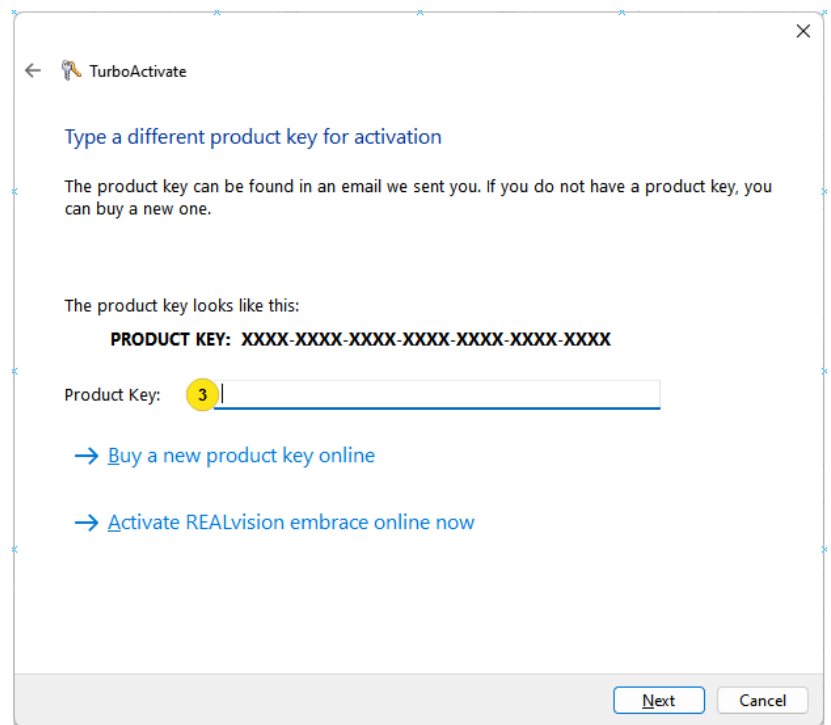 TurboActivate
Type a different product key for activation
The product key can be found in an email we sent you. If you do not have a product key, you
can buy a new one.
The product key looks like this:
PRODUCT KEY: XXXX-XXXX-XXXX-XXXX-XXXX-XXXX-XXXX
Product Key: 3
Buy a new product key online
Activate REALvision embrace online now
Next Cancel